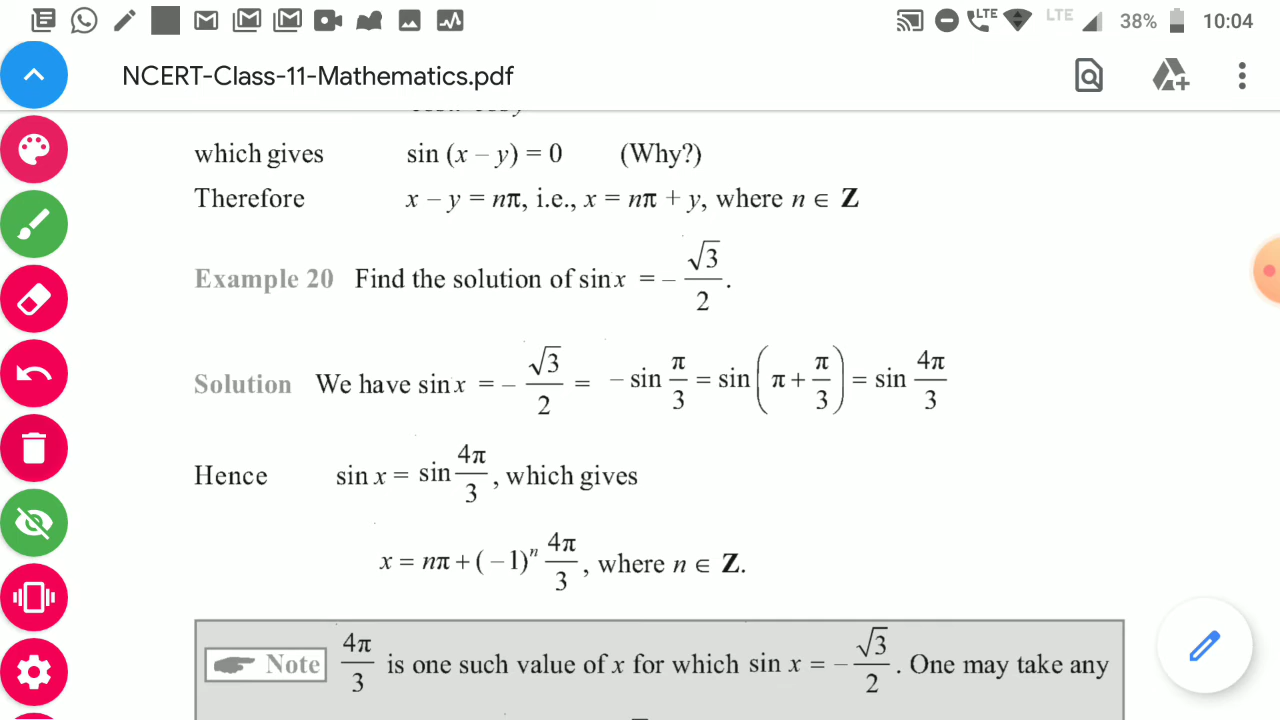 LTE LTE 38% 10:04
NCERT-Class-11-Mathematics.pdf
which gives sin (x – y) = 0 (Why?)
Therefore x – y = nπ, i.e., x = nπ + y, where n ∈ Z
Example 20 Find the solution of sin x = – √3/2.
Solution We have sin x = – √3/2 = – sin π/3 = sin(π + π/3) = sin 4π/3
Hence sin x = sin 4π/3, which gives
x = nπ + (–1)ⁿ 4π/3, where n ∈ Z.
Note 4π/3 is one such value of x for which sin x = – √3/2. One may take any